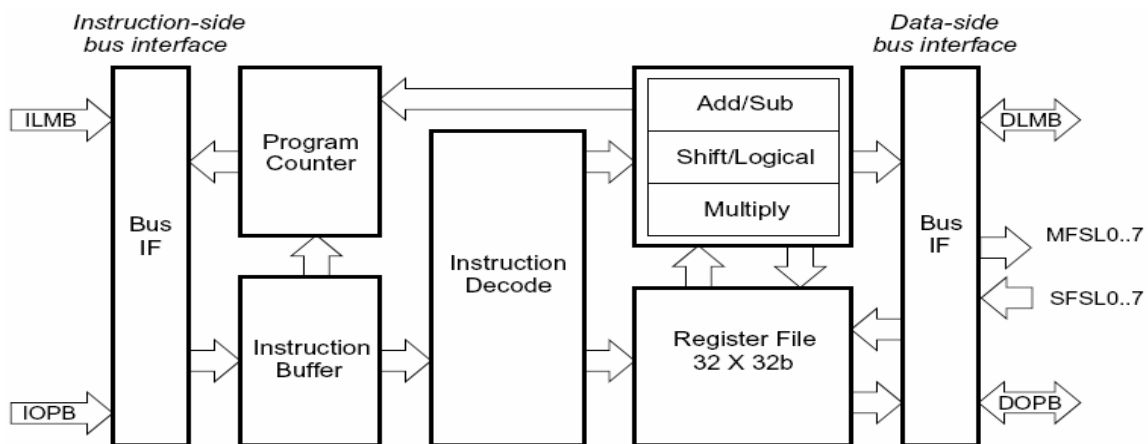 Instruction-side
bus interface
Data-side
bus interface
ILMB
Program
Counter
Add/Sub
Shift/Logical
Multiply
DLMB
Bus
IF
Instruction
Decode
Bus
IF
MFSL0..7
SFSL0..7
Instruction
Buffer
Register File
32 X 32b
IOPB
DOPB